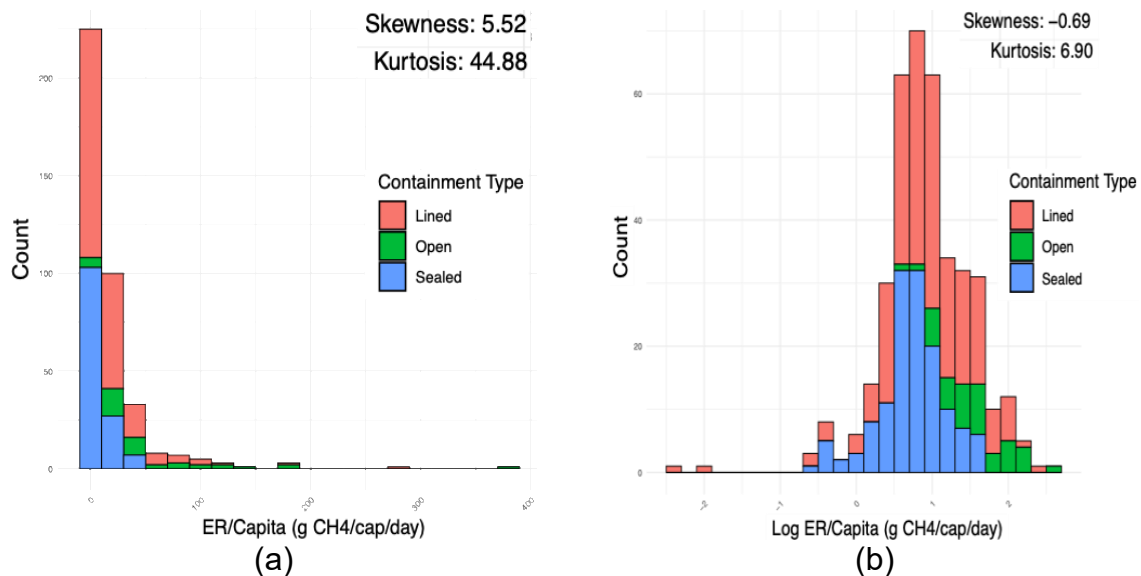 Skewness: 5.52
Kurtosis: 44.88
200
150
100
50
0
Count
Containment Type
Lined
Open
Sealed
0
100
200
300
400
ER/Capita (g CH4/cap/day)
(a)
Skewness: −0.69
Kurtosis: 6.90
60
40
20
0
Count
Containment Type
Lined
Open
Sealed
-2
-1
0
1
2
Log ER/Capita (g CH4/cap/day)
(b)